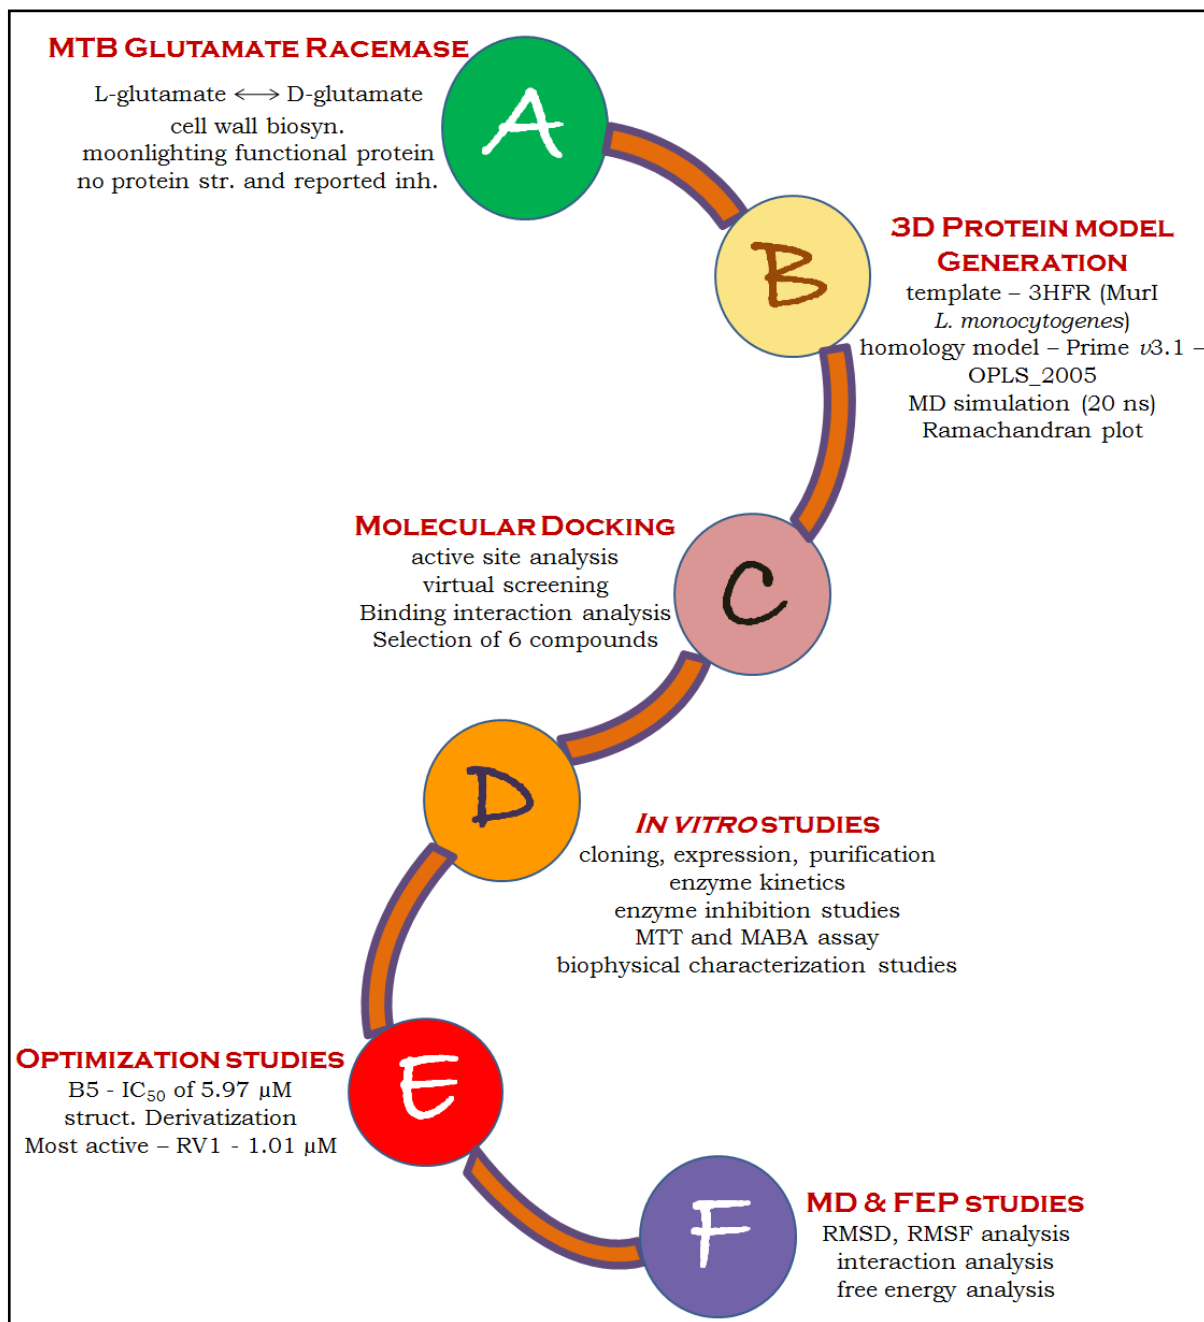 MTB GLUTAMATE RACEMASE
L-glutamate ⟷ D-glutamate
cell wall biosyn.
moonlighting functional protein
no protein str. and reported inh.
A
B
3D PROTEIN MODEL
GENERATION
template – 3HFR (MurI
L. monocytogenes)
homology model – Prime v3.1 –
OPLS_2005
MD simulation (20 ns)
Ramachandran plot
MOLECULAR DOCKING
active site analysis
virtual screening
Binding interaction analysis
Selection of 6 compounds
C
D
IN VITRO STUDIES
cloning, expression, purification
enzyme kinetics
enzyme inhibition studies
MTT and MABA assay
biophysical characterization studies
OPTIMIZATION STUDIES
B5 - IC₅₀ of 5.97 µM
struct. Derivatization
Most active – RV1 - 1.01 µM
E
F
MD & FEP STUDIES
RMSD, RMSF analysis
interaction analysis
free energy analysis